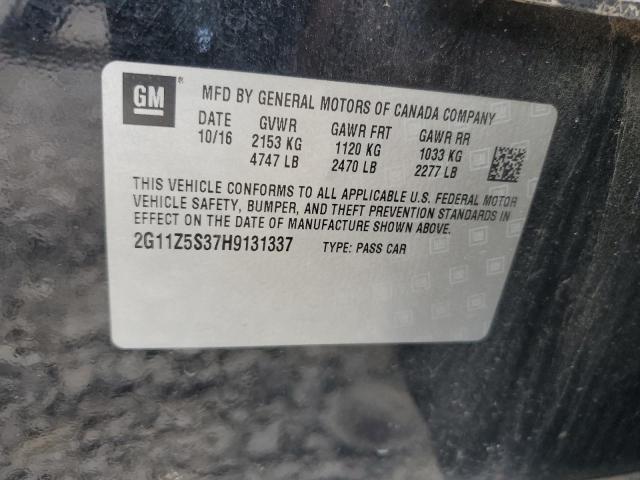 GM ® MFD BY GENERAL MOTORS OF CANADA COMPANY
DATE GVWR GAWR FRT GAWR RR
10/16 2153 KG 1120 KG 1033 KG
4747 LB 2470 LB 2277 LB
THIS VEHICLE CONFORMS TO ALL APPLICABLE U.S. FEDERAL MOTOR
VEHICLE SAFETY, BUMPER, AND THEFT PREVENTION STANDARDS IN
EFFECT ON THE DATE OF MANUFACTURE SHOWN ABOVE.
2G11Z5S37H9131337 TYPE: PASS CAR